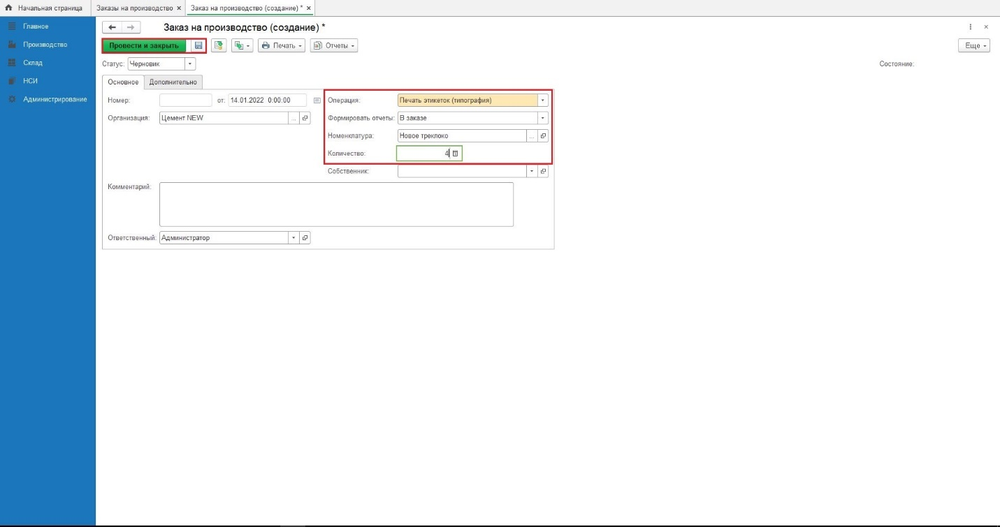 Начальная страница Заказы на производство × Заказ на производство (создание) * ×
Главное
Производство
Склад
НСИ
Администрирование
Заказ на производство (создание) *
Провести и закрыть Печать Отчеты Еще
Статус: Черновик Состояние:
Основное Дополнительно
Номер: от: 14.01.2022 0:00:00 Операция: Печать этикеток (типография)
Организация: Цемент NEW ... Формировать отчеты: В заказе
Номенклатура: Новое треклоко ...
Количество: 4
Собственник:
Комментарий:
Ответственный: Администратор